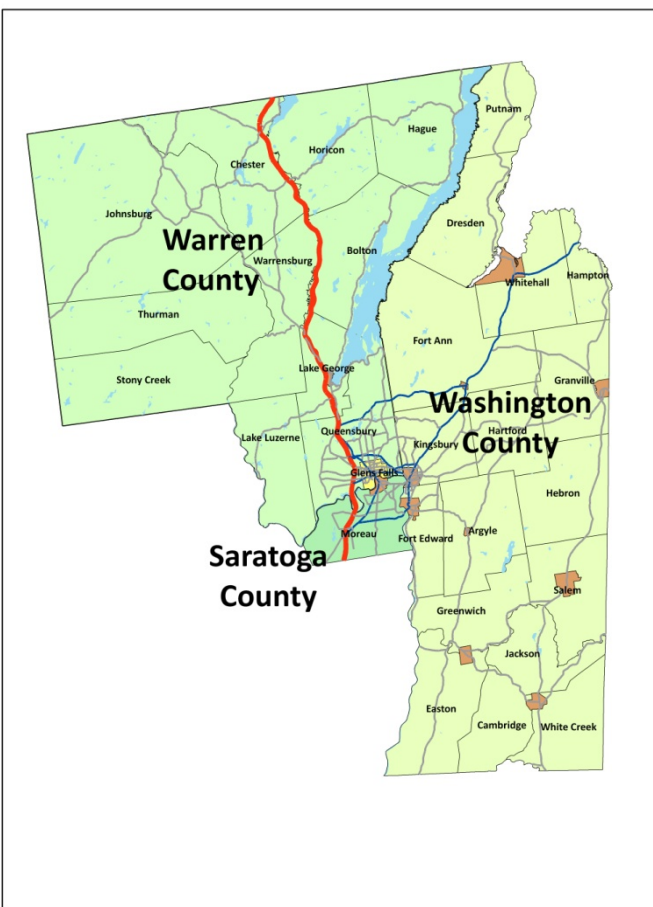 Putnam
Hague
Horicon
Chester
Johnsburg
Dresden
Warren
County
Bolton
Warrensburg
Hampton
Whitehall
Thurman
Fort Ann
Lake George
Stony Creek
Granville
Washington
County
Hartford
Queensbury
Lake Luzerne
Kingsbury
Glens Falls
Hebron
Argyle
Moreau
Fort Edward
Saratoga
County
Salem
Greenwich
Jackson
Easton
Cambridge
White Creek